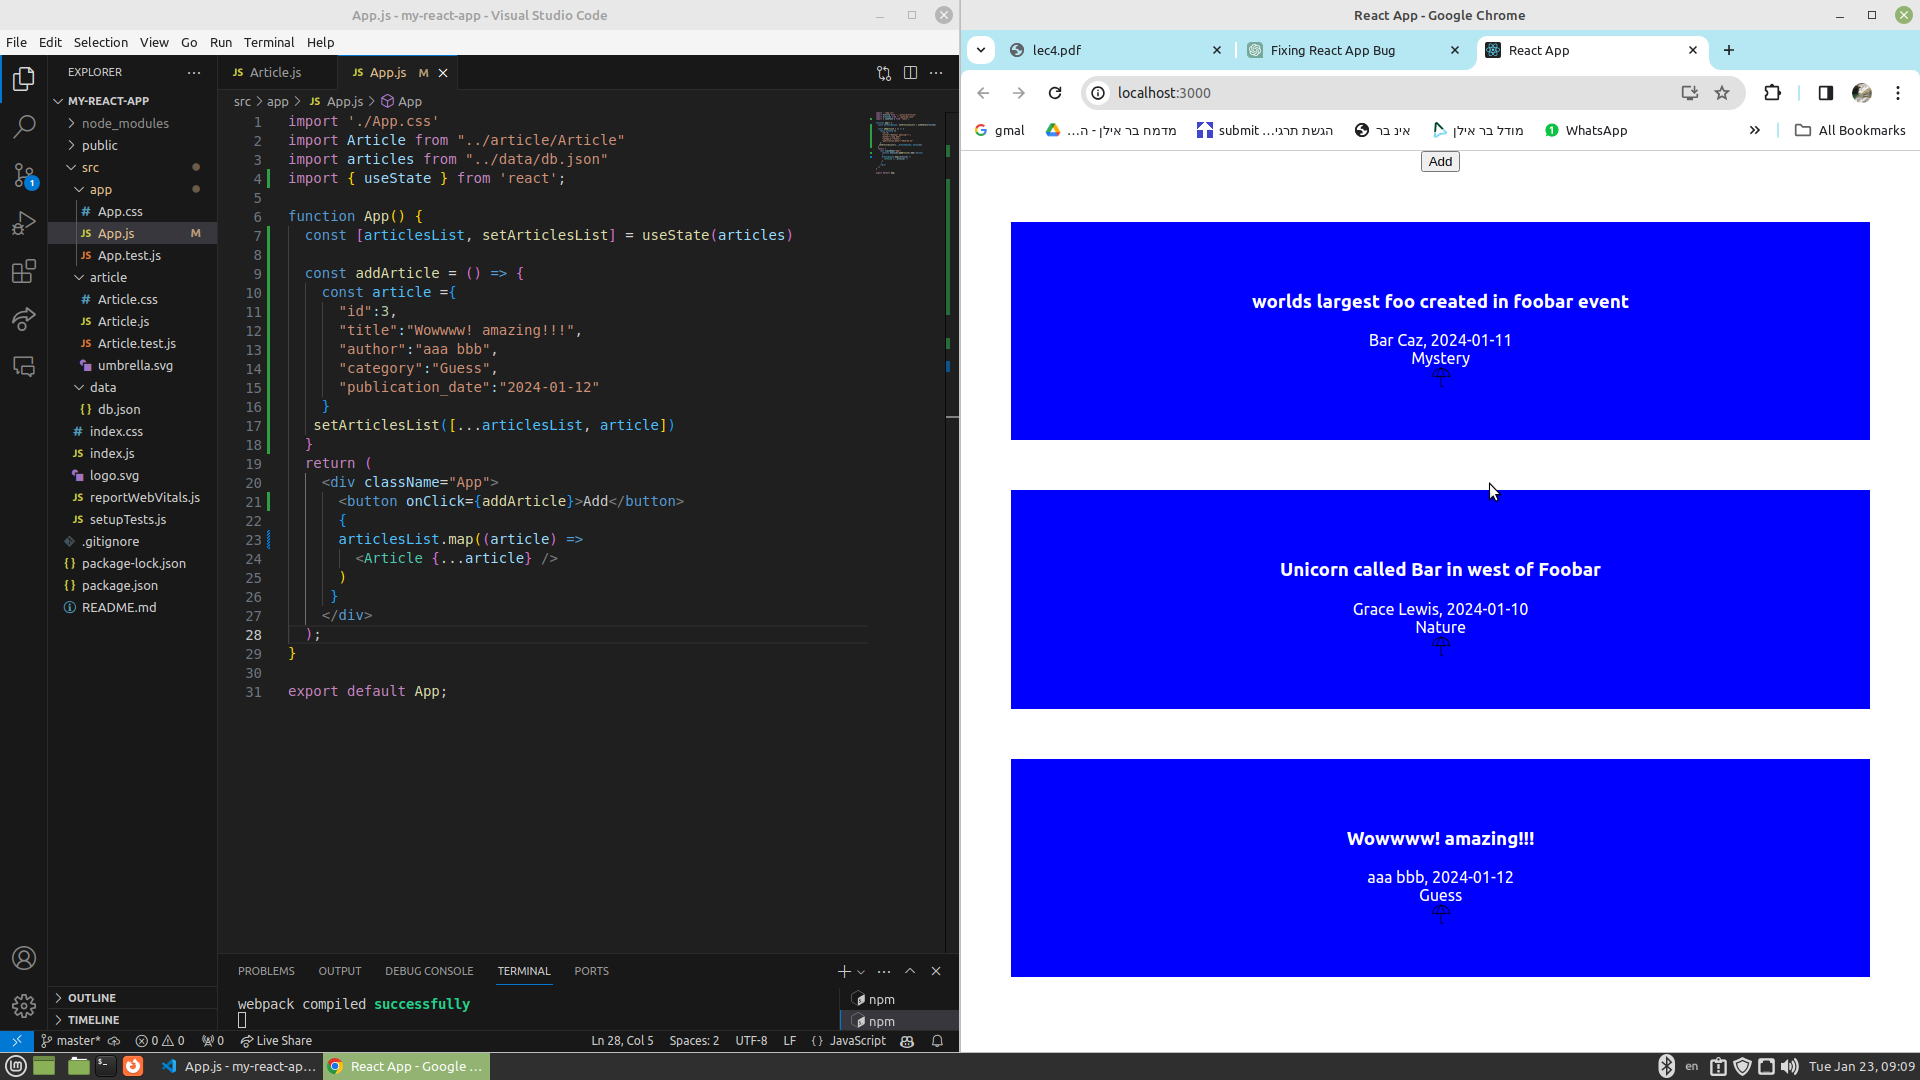 App.js - my-react-app - Visual Studio Code
File Edit Selection View Go Run Terminal Help
EXPLORER
MY-REACT-APP
node_modules
public
src
app
App.css
App.js M
App.test.js
article
Article.css
Article.js
Article.test.js
umbrella.svg
data
db.json
index.css
index.js
logo.svg
reportWebVitals.js
setupTests.js
.gitignore
package-lock.json
package.json
README.md
OUTLINE
TIMELINE
1
JS Article.js
JS App.js M
src > app > JS App.js > App
1 import './App.css'
2 import Article from "../article/Article"
3 import articles from "../data/db.json"
4 import { useState } from 'react';
5
6 function App() {
7 const [articlesList, setArticlesList] = useState(articles)
8
9 const addArticle = () => {
10 const article ={
11 "id":3,
12 "title":"Wowwww! amazing!!!",
13 "author":"aaa bbb",
14 "category":"Guess",
15 "publication_date":"2024-01-12"
16 }
17 setArticlesList([...articlesList, article])
18 }
19 return (
20 <div className="App">
21 <button onClick={addArticle}>Add</button>
22 {
23 articlesList.map((article) =>
24 <Article {...article} />
25 )
26 }
27 </div>
28 );
29 }
30
31 export default App;
PROBLEMS OUTPUT DEBUG CONSOLE TERMINAL PORTS
webpack compiled successfully
npm
npm
master* 0 0 0 Live Share Ln 28, Col 5 Spaces: 2 UTF-8 LF {} JavaScript
React App - Google Chrome
lec4.pdf
Fixing React App Bug
React App
localhost:3000
gmal
מדמח בר אילן - ה...
submit הגשת תרגי...
אינ בר
מודל בר אילן
WhatsApp
All Bookmarks
Add
worlds largest foo created in foobar event
Bar Caz, 2024-01-11
Mystery
Unicorn called Bar in west of Foobar
Grace Lewis, 2024-01-10
Nature
Wowwww! amazing!!!
aaa bbb, 2024-01-12
Guess
App.js - my-react-ap...
React App - Google ...
en
Tue Jan 23, 09:09